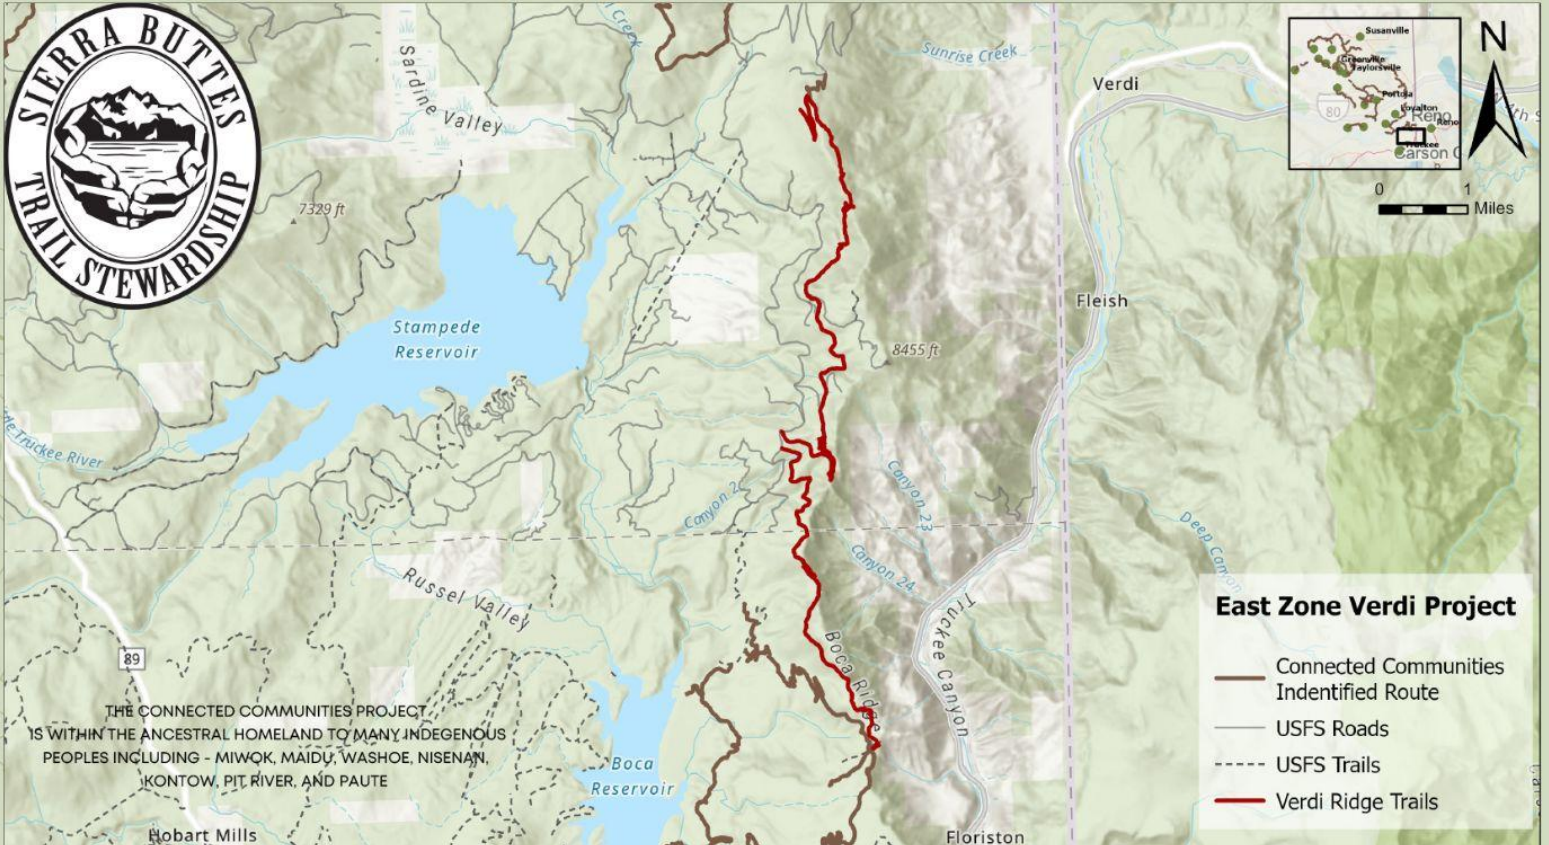 SIERRA BUTTES
TRAIL STEWARDSHIP
Creek
Sardine Valley
Sunrise Creek
Verdi
N
Susanville
Greenville
Taylorsville
Portola
Loyalton
80
Reno
Reno
Truckee
Carson C
0 1
Miles
7329 ft
Fleish
Stampede
Reservoir
8455 ft
Truckee River
Canyon 2
Canyon 23
Canyon 24
Deep Canyon
Russel Valley
Truckee Canyon
Boca Ridge
89
THE CONNECTED COMMUNITIES PROJECT
IS WITHIN THE ANCESTRAL HOMELAND TO MANY INDEGENOUS
PEOPLES INCLUDING - MIWOK, MAIDU, WASHOE, NISENAN,
KONTOW, PIT RIVER, AND PAUTE
Boca
Reservoir
Hobart Mills
Floriston
East Zone Verdi Project
Connected Communities
Indentified Route
USFS Roads
USFS Trails
Verdi Ridge Trails